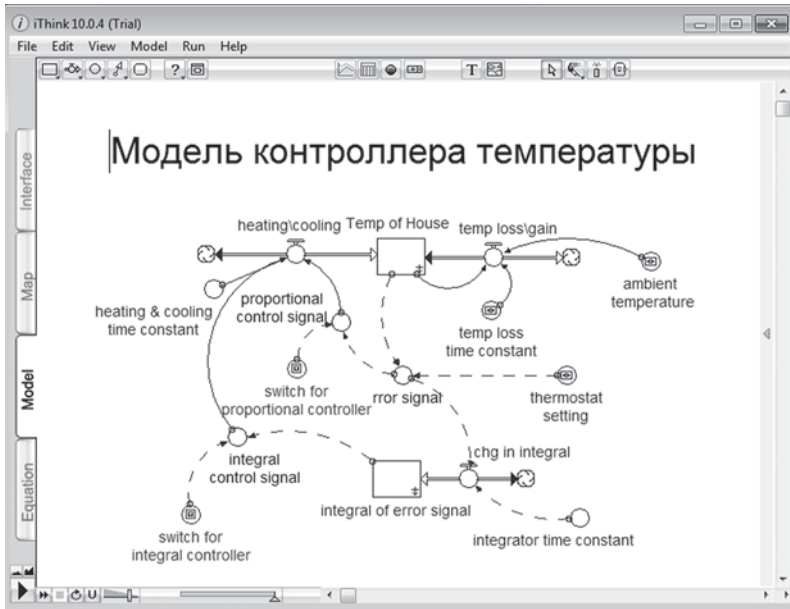 iThink 10.0.4 (Trial)
File Edit View Model Run Help
Модель контроллера температуры
Interface
Map
Model
Equation
heating\cooling
Temp of House
temp loss\gain
ambient
temperature
heating & cooling
time constant
proportional
control signal
temp loss
time constant
switch for
proportional controller
rror signal
thermostat
setting
integral
control signal
chg in integral
integral of error signal
switch for
integral controller
integrator time constant
U